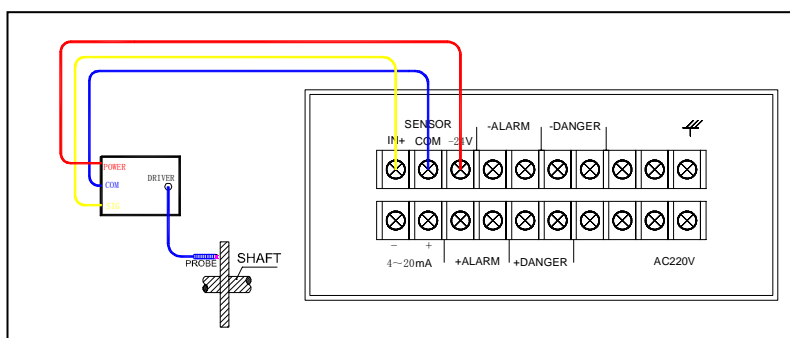 SENSOR -ALARM -DANGER
IN+ COM -24V
POWER
COM
DRIVER
PROBE
SHAFT
- +
4~20mA +ALARM +DANGER AC220V